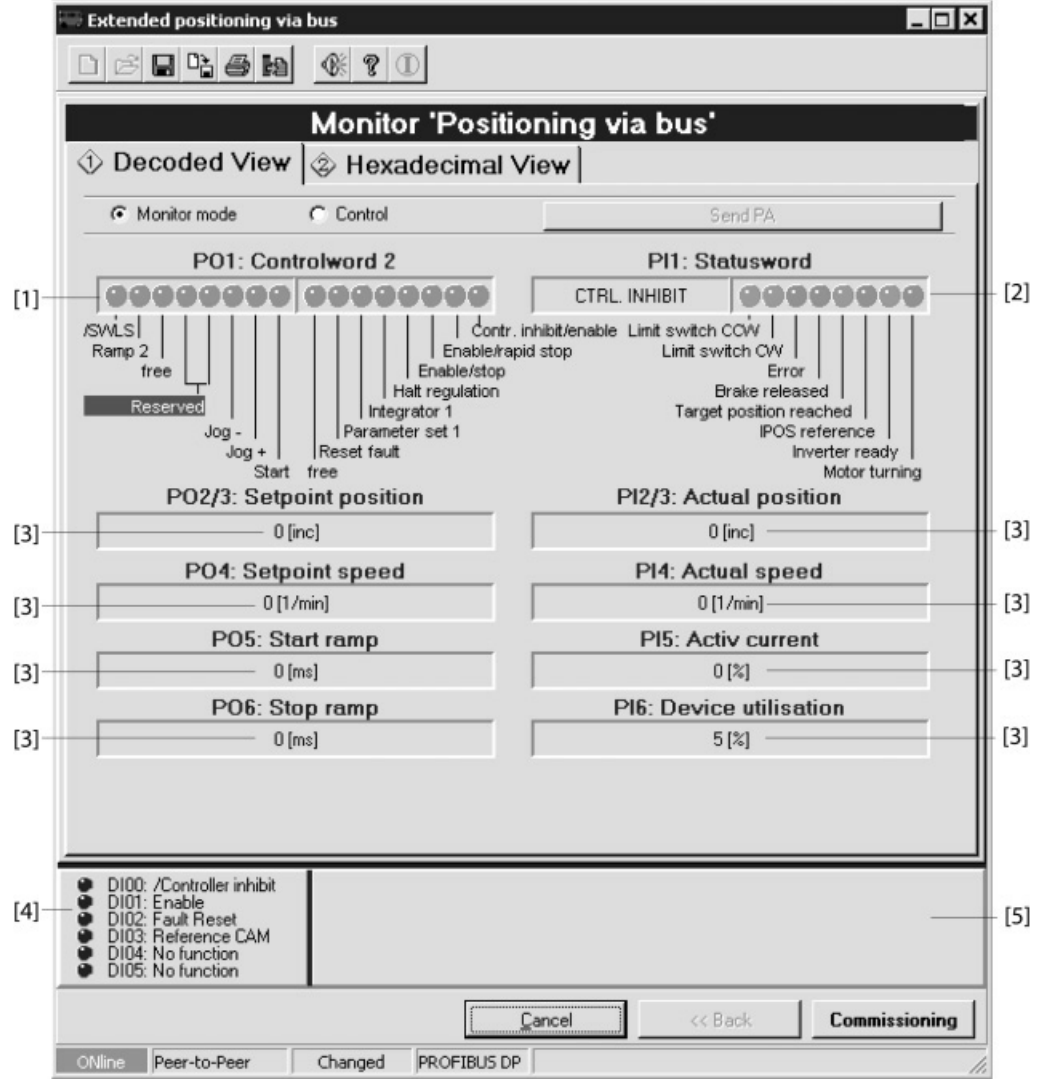 Extended positioning via bus
Monitor 'Positioning via bus'
1 Decoded View
2 Hexadecimal View
Monitor mode
Control
Send PA
PO1: Controlword 2
PI1: Statusword
[1]
CTRL. INHIBIT
[2]
/SWLS
Contr. inhibit/enable
Limit switch CCW
Ramp 2
Enable/rapid stop
Limit switch CW
free
Enable/stop
Error
Halt regulation
Brake released
Reserved
Integrator 1
Target position reached
Jog -
Parameter set 1
IPOS reference
Jog +
Reset fault
Inverter ready
Start
free
Motor turning
PO2/3: Setpoint position
PI2/3: Actual position
[3]
0 [inc]
0 [inc]
[3]
PO4: Setpoint speed
PI4: Actual speed
[3]
0 [1/min]
0 [1/min]
[3]
PO5: Start ramp
PI5: Activ current
[3]
0 [ms]
0 [%]
[3]
PO6: Stop ramp
PI6: Device utilisation
[3]
0 [ms]
5 [%]
[3]
[4]
DI00: /Controller inhibit
DI01: Enable
DI02: Fault Reset
DI03: Reference CAM
DI04: No function
DI05: No function
[5]
Cancel
<< Back
Commissioning
ONline
Peer-to-Peer
Changed
PROFIBUS DP